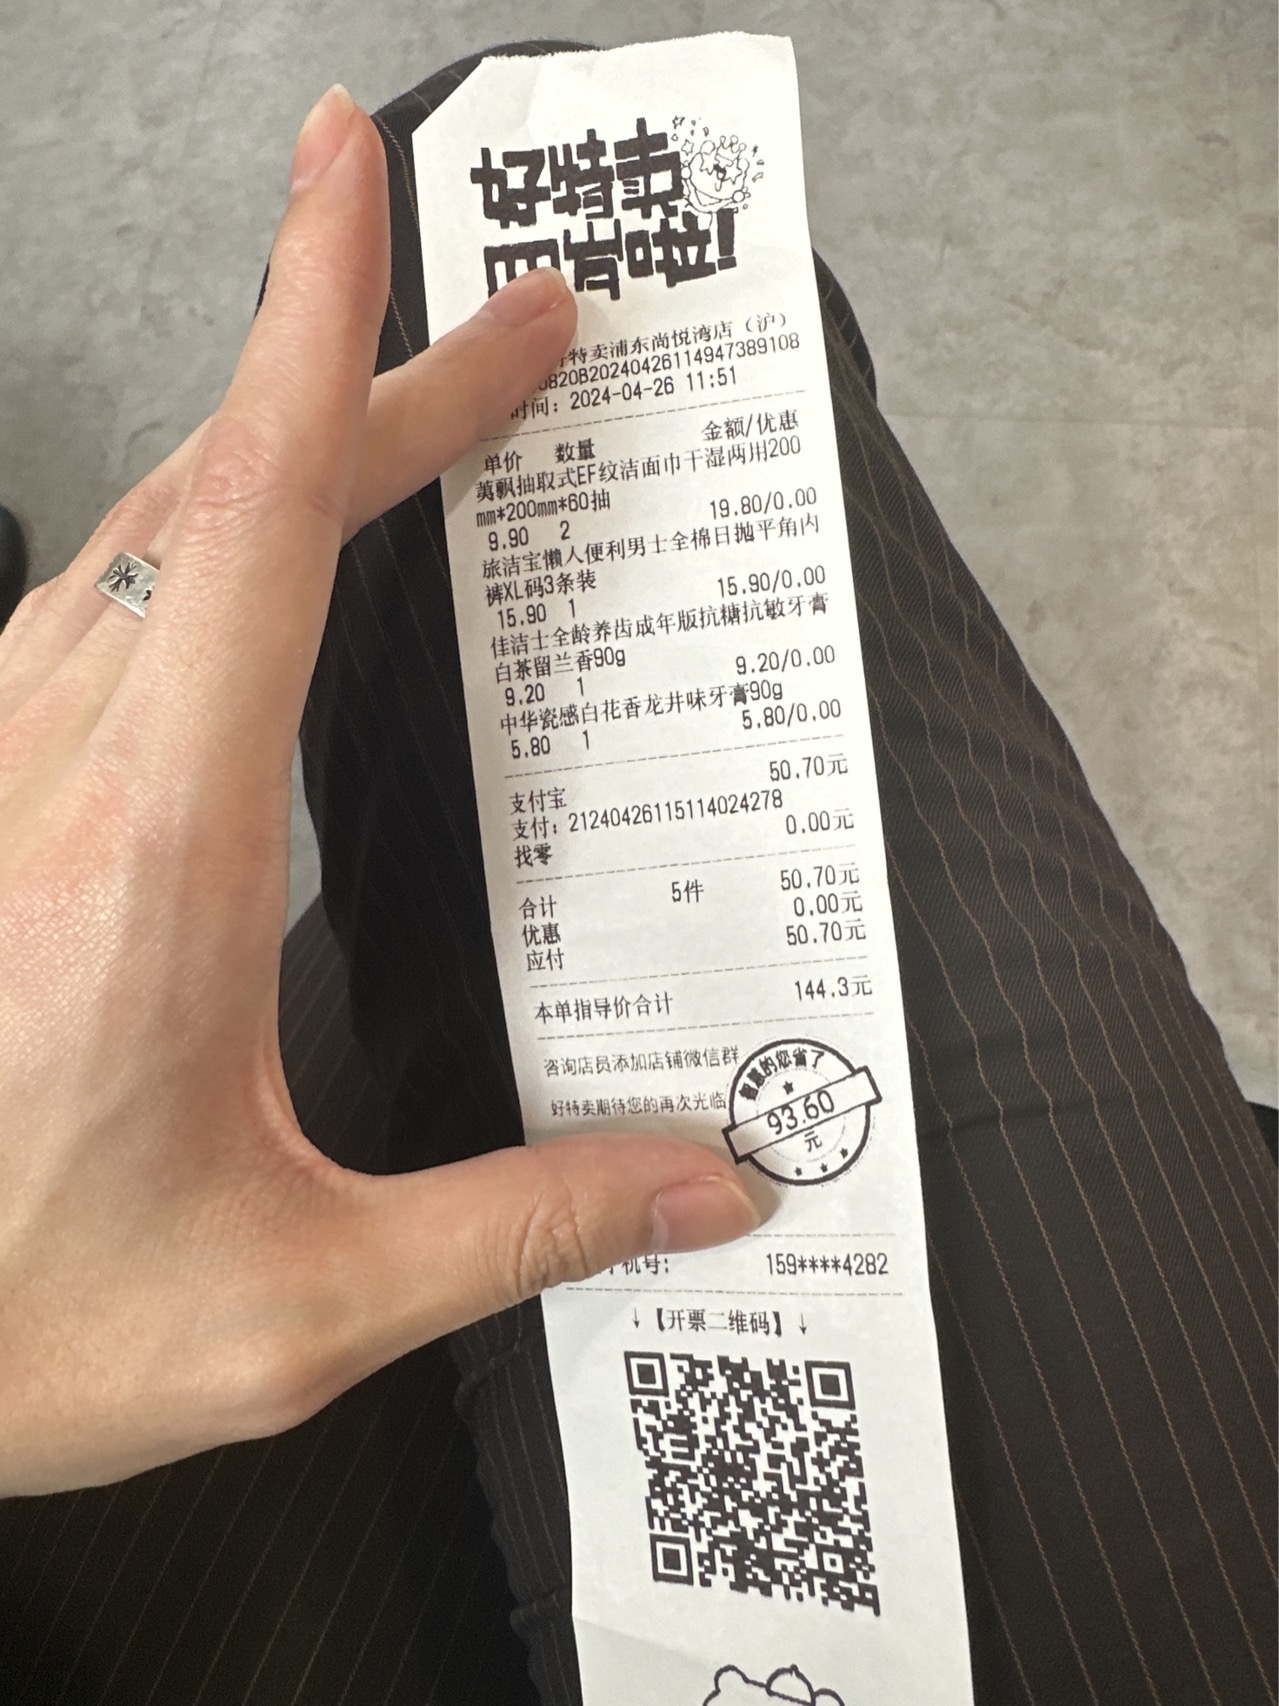 好特卖
啦!
特卖浦东尚悦湾店（沪）
0820B20240426114947389108
时间: 2024-04-26 11:51
单价 数量 金额/优惠
飘抽取式EF纹洁面巾干湿两用200
mm*200mm*60抽
9.90 2 19.80/0.00
旅洁宝懒人便利男士全棉日抛平角内
裤XL码3条装
15.90 1 15.90/0.00
佳洁士全龄养齿成年版抗糖抗敏牙膏
白茶留兰香90g
9.20 1 9.20/0.00
中华瓷感白花香龙井味牙膏90g
5.80 1 5.80/0.00
支付宝 50.70元
支付: 21240426115114024278
找零 0.00元
合计 5件 50.70元
优惠 0.00元
应付 50.70元
本单指导价合计 144.3元
咨询店员添加店铺微信群
好特卖期待您的再次光临
智慧的您省了
93.60
元
机号: 159****4282
↓【开票二维码】↓